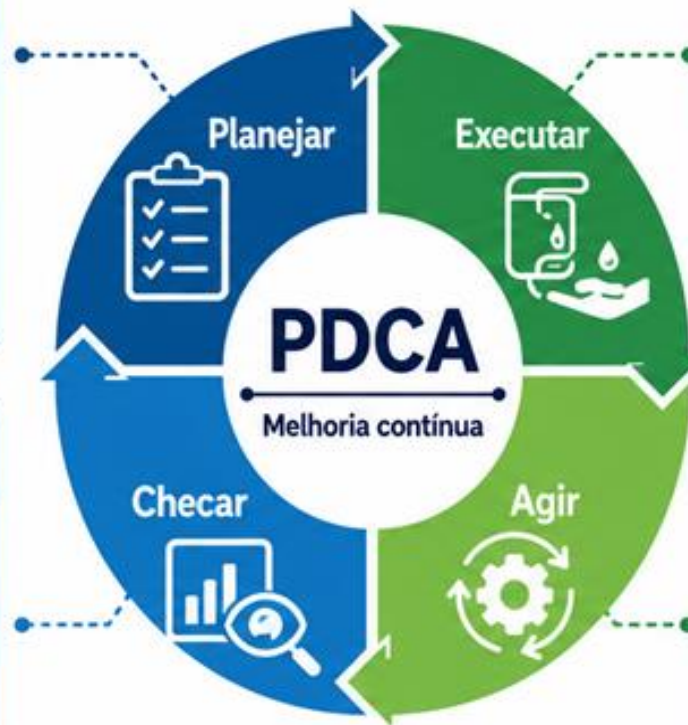 Planejar
Executar
PDCA
Melhoria contínua
Checar
Agir